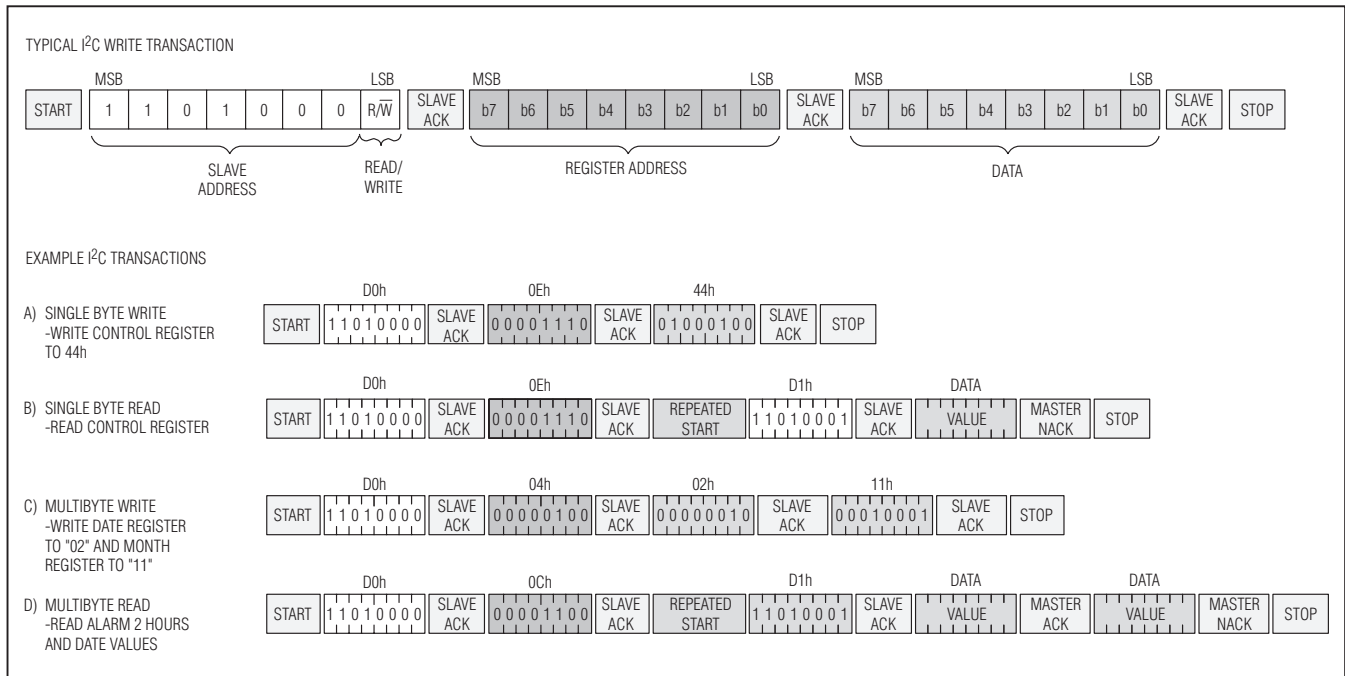 TYPICAL I2C WRITE TRANSACTION
MSB LSB MSB LSB MSB LSB
START 1 1 0 1 0 0 0 R/W̅ SLAVE ACK b7 b6 b5 b4 b3 b2 b1 b0 SLAVE ACK b7 b6 b5 b4 b3 b2 b1 b0 SLAVE ACK STOP
SLAVE ADDRESS READ/WRITE REGISTER ADDRESS DATA
EXAMPLE I2C TRANSACTIONS
D0h 0Eh 44h
A) SINGLE BYTE WRITE
-WRITE CONTROL REGISTER
TO 44h
START 11010000 SLAVE ACK 00001110 SLAVE ACK 01000100 SLAVE ACK STOP
D0h 0Eh D1h DATA
B) SINGLE BYTE READ
-READ CONTROL REGISTER
START 11010000 SLAVE ACK 00001110 SLAVE ACK REPEATED START 11010001 SLAVE ACK VALUE MASTER NACK STOP
D0h 04h 02h 11h
C) MULTIBYTE WRITE
-WRITE DATE REGISTER
TO "02" AND MONTH
REGISTER TO "11"
START 11010000 SLAVE ACK 00000100 SLAVE ACK 00000010 SLAVE ACK 00010001 SLAVE ACK STOP
D0h 0Ch D1h DATA DATA
D) MULTIBYTE READ
-READ ALARM 2 HOURS
AND DATE VALUES
START 11010000 SLAVE ACK 00001100 SLAVE ACK REPEATED START 11010001 SLAVE ACK VALUE MASTER ACK VALUE MASTER NACK STOP